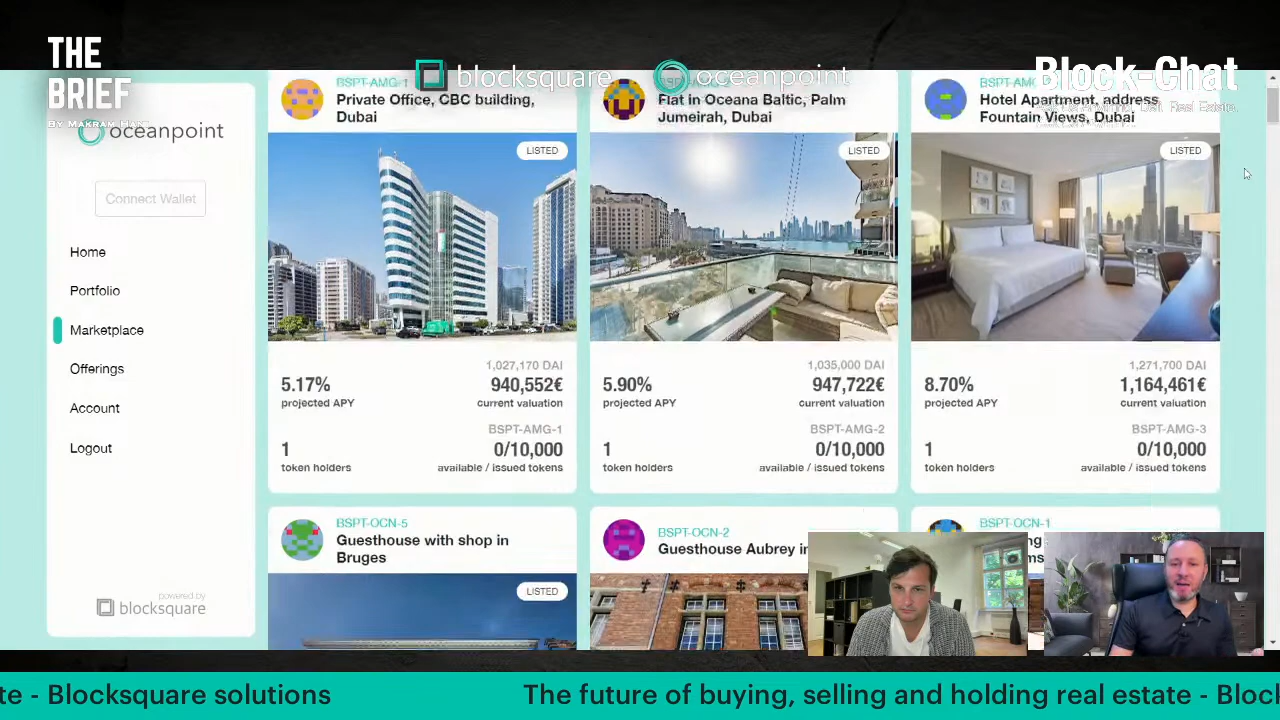 THE
BRIEF
BY MAKRAM HANI
blocksquare
oceanpoint
Block-Chat
oceanpoint
Connect Wallet
Home
Portfolio
Marketplace
Offerings
Account
Logout
powered by
blocksquare
BSPT-AMG-1
Private Office, CBC building,
Dubai
LISTED
1,027,170 DAI
5.17%
940,552€
projected APY
current valuation
BSPT-AMG-1
1
0/10,000
token holders
available / issued tokens
Flat in Oceana Baltic, Palm
Jumeirah, Dubai
LISTED
1,035,000 DAI
5.90%
947,722€
projected APY
current valuation
BSPT-AMG-2
1
0/10,000
token holders
available / issued tokens
Hotel Apartment, address
Fountain Views, Dubai
LISTED
1,271,700 DAI
8.70%
1,164,461€
projected APY
current valuation
BSPT-AMG-3
1
0/10,000
token holders
available / issued tokens
BSPT-OCN-5
Guesthouse with shop in
Bruges
LISTED
BSPT-OCN-2
Guesthouse Aubrey in
BSPT-OCN-1
te - Blocksquare solutions
The future of buying, selling and holding real estate - Block